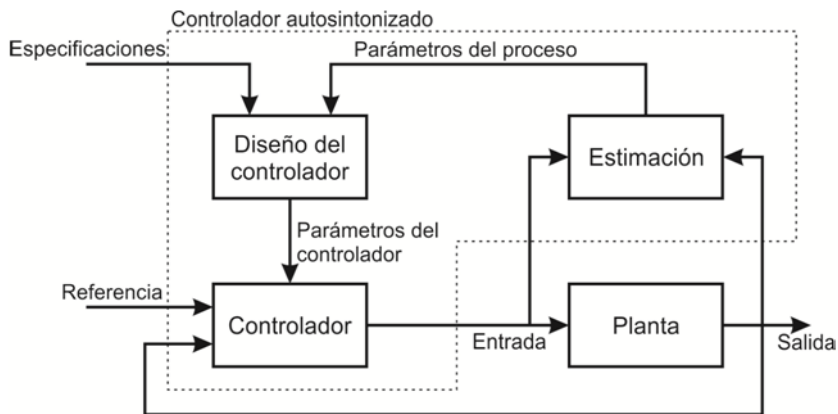 Controlador autosintonizado
Especificaciones
Parámetros del proceso
Diseño del
controlador
Estimación
Parámetros del
controlador
Referencia
Controlador
Entrada
Planta
Salida